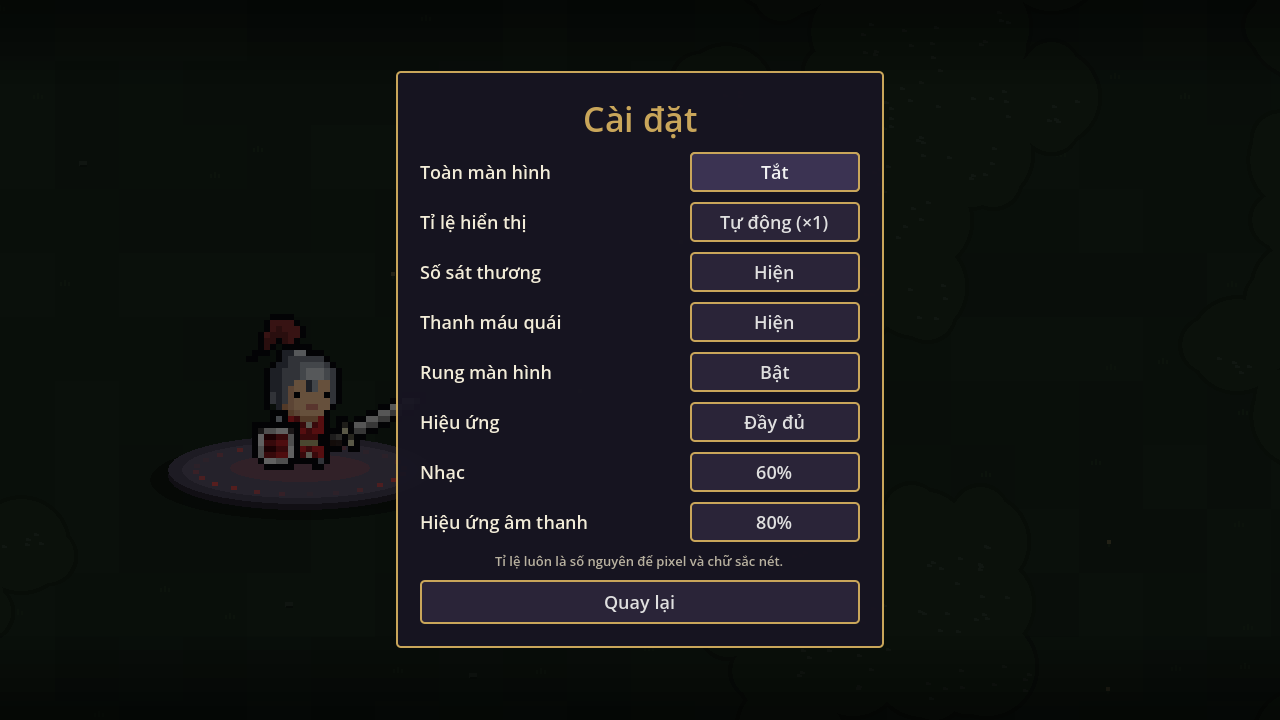 Cài đặt
Toàn màn hình Tắt
Tỉ lệ hiển thị Tự động (×1)
Số sát thương Hiện
Thanh máu quái Hiện
Rung màn hình Bật
Hiệu ứng Đầy đủ
Nhạc 60%
Hiệu ứng âm thanh 80%
Tỉ lệ luôn là số nguyên để pixel và chữ sắc nét.
Quay lại